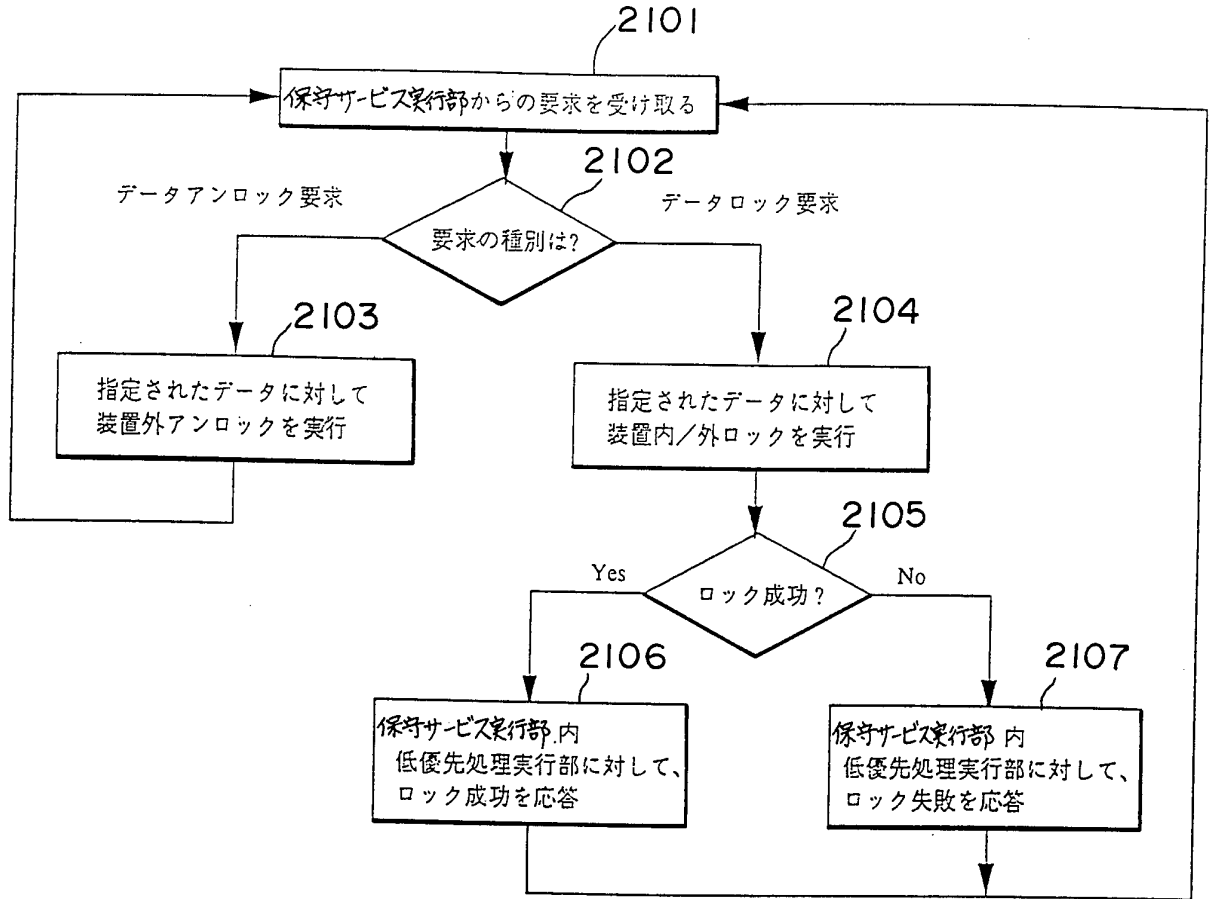 2101
保守サービス実行部からの要求を受け取る
2102
データアンロック要求
データロック要求
要求の種別は?
2103
2104
指定されたデータに対して
装置外アンロックを実行
指定されたデータに対して
装置内/外ロックを実行
2105
Yes
No
ロック成功?
2106
2107
保守サービス実行部内
低優先処理実行部に対して、
ロック成功を応答
保守サービス実行部内
低優先処理実行部に対して、
ロック失敗を応答